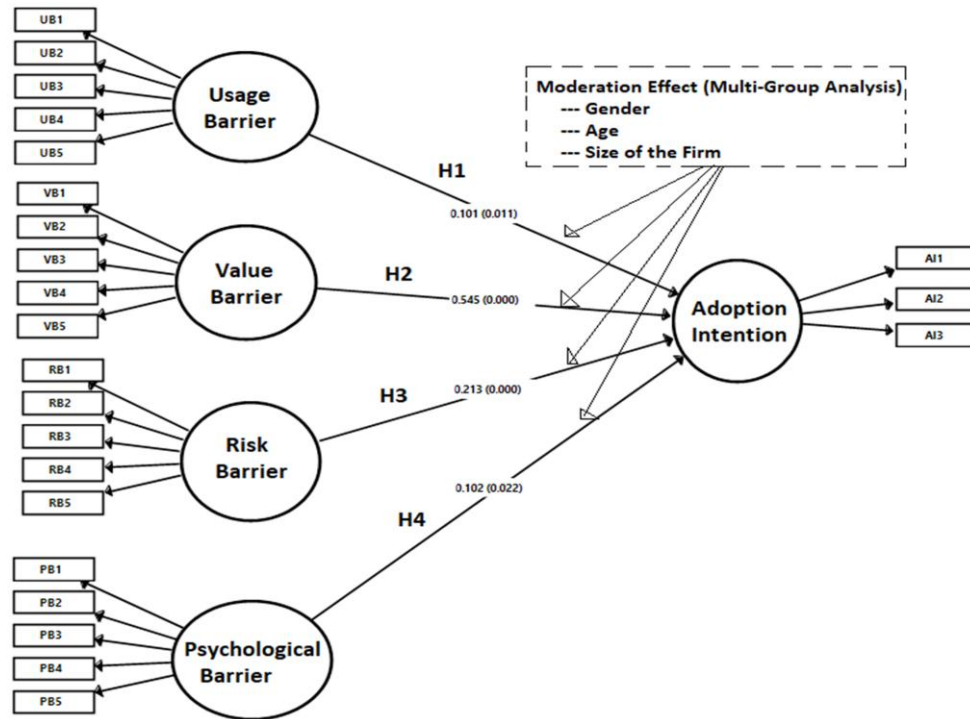 UB1
UB2
UB3
UB4
UB5
Usage
Barrier
Moderation Effect (Multi-Group Analysis)
--- Gender
--- Age
--- Size of the Firm
H1
0.101 (0.011)
VB1
VB2
VB3
VB4
VB5
Value
Barrier
H2
0.545 (0.000)
Adoption
Intention
AI1
AI2
AI3
RB1
RB2
RB3
RB4
RB5
Risk
Barrier
H3
0.213 (0.000)
H4
0.102 (0.022)
PB1
PB2
PB3
PB4
PB5
Psychological
Barrier